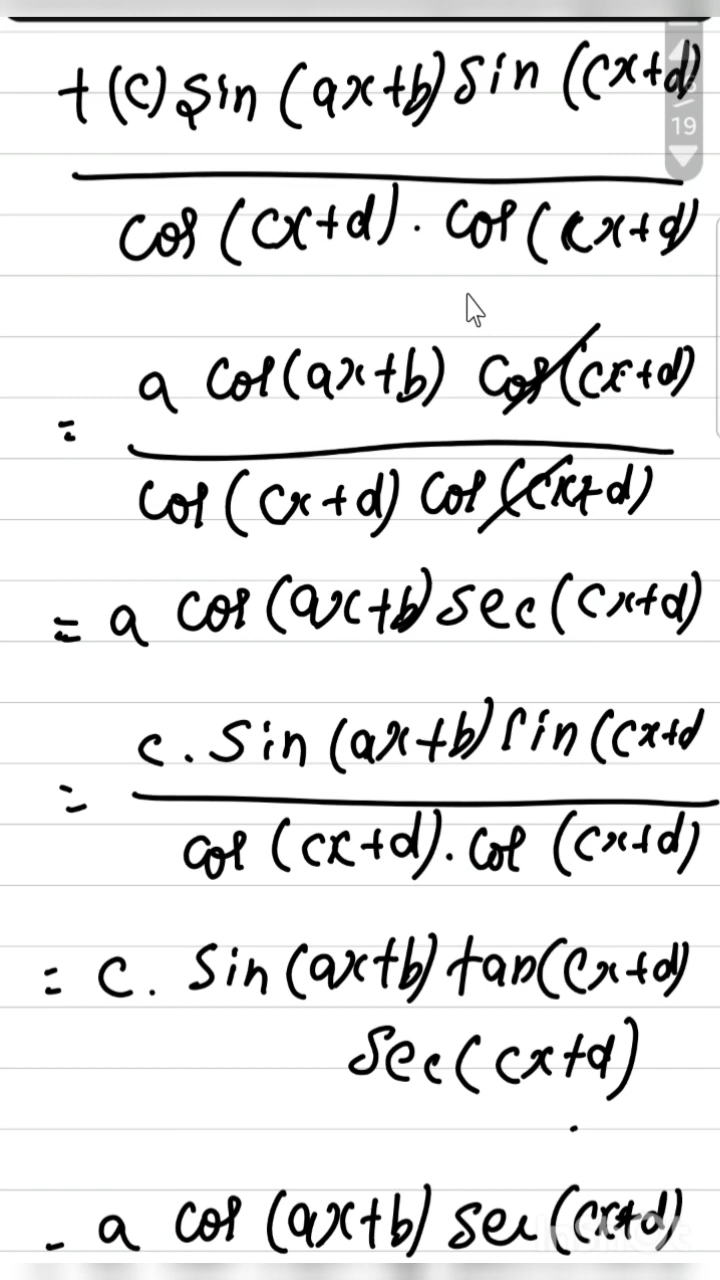 +(c) sin (ax+b) sin (cx+d)
19
cos (cx+d) . cos (cx+d)
a cos(ax+b) cos(cx+d)
=
cos (cx+d) cos (cx+d)
= a cos (ax+b) sec (cx+d)
c . sin (ax+b) sin (cx+d
=
cos (cx+d) . cos (cx+d)
= c . sin (ax+b) tan(cx+d)
sec (cx+d)
- a cos (ax+b) sec (cx+d)